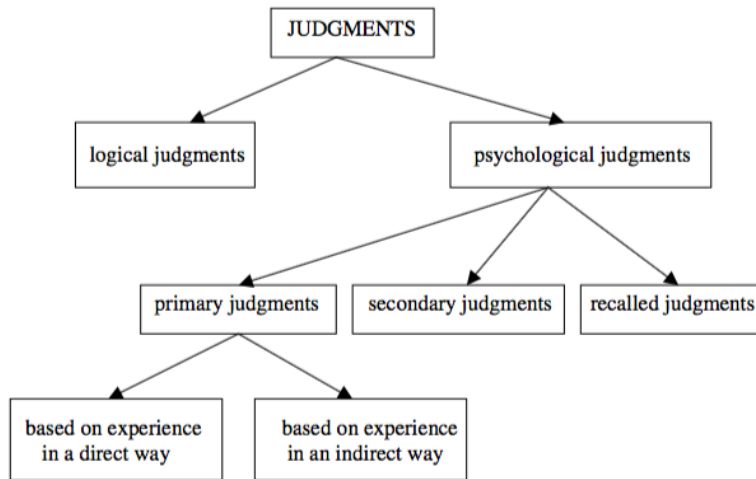 JUDGMENTS
logical judgments
psychological judgments
primary judgments
secondary judgments
recalled judgments
based on experience
in a direct way
based on experience
in an indirect way